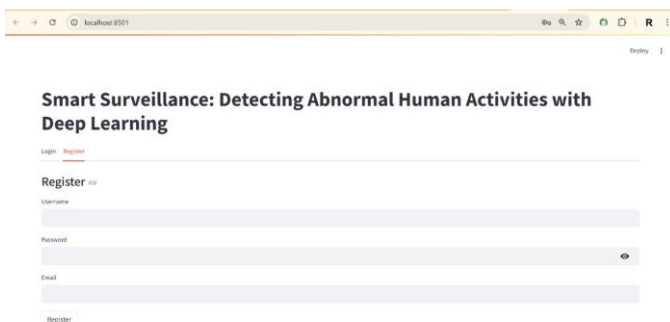 localhost:8501
R
Deploy
Smart Surveillance: Detecting Abnormal Human Activities with
Deep Learning
Login Register
Register
Username
Password
Email
Register